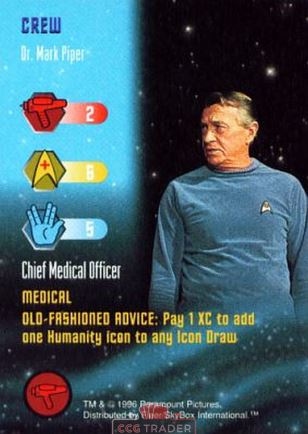 CREW
Dr. Mark Piper
2
6
5
Chief Medical Officer
MEDICAL
OLD-FASHIONED ADVICE: Pay 1 XC to add
one Humanity icon to any Icon Draw
TM & © 1996 Paramount Pictures,
Distributed by Fleer/SkyBox International.™
CCG TRADER